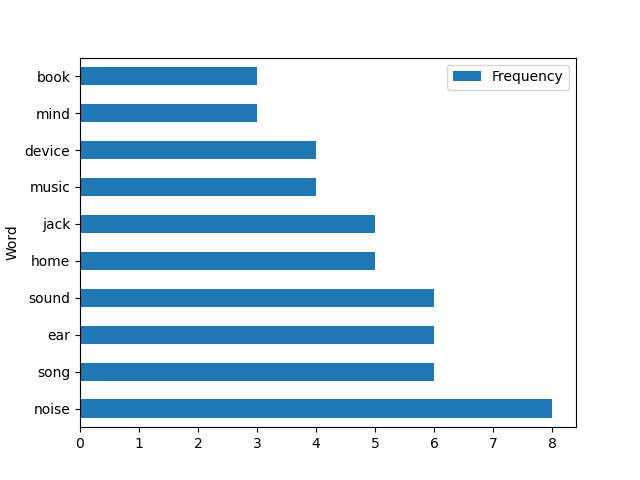 Frequency
book
mind
device
music
jack
home
sound
ear
song
noise
Word
0 1 2 3 4 5 6 7 8